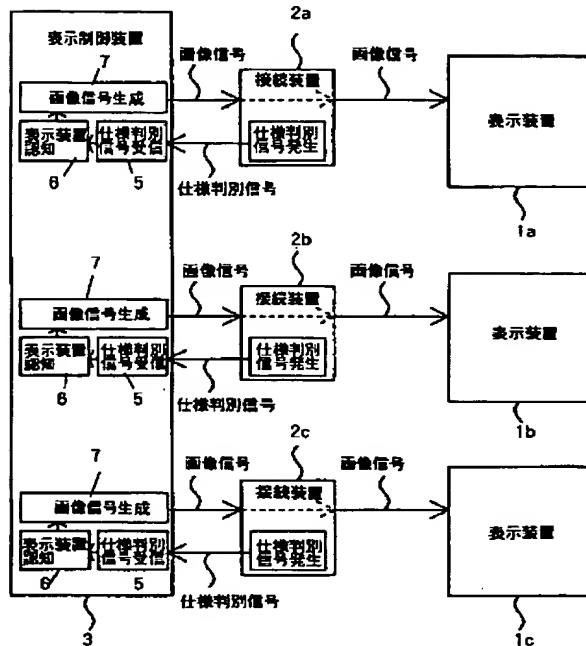 表示制御装置
7
画像信号生成
表示装置
認知
仕様判別
信号受信
6
5
画像信号
2a
接続装置
仕様判別
信号発生
仕様判別信号
画像信号
表示装置
1a
7
画像信号生成
表示装置
認知
仕様判別
信号受信
6
5
画像信号
2b
接続装置
仕様判別
信号発生
仕様判別信号
画像信号
表示装置
1b
7
画像信号生成
表示装置
認知
仕様判別
信号受信
6
5
画像信号
2c
接続装置
仕様判別
信号発生
仕様判別信号
画像信号
表示装置
1c
3